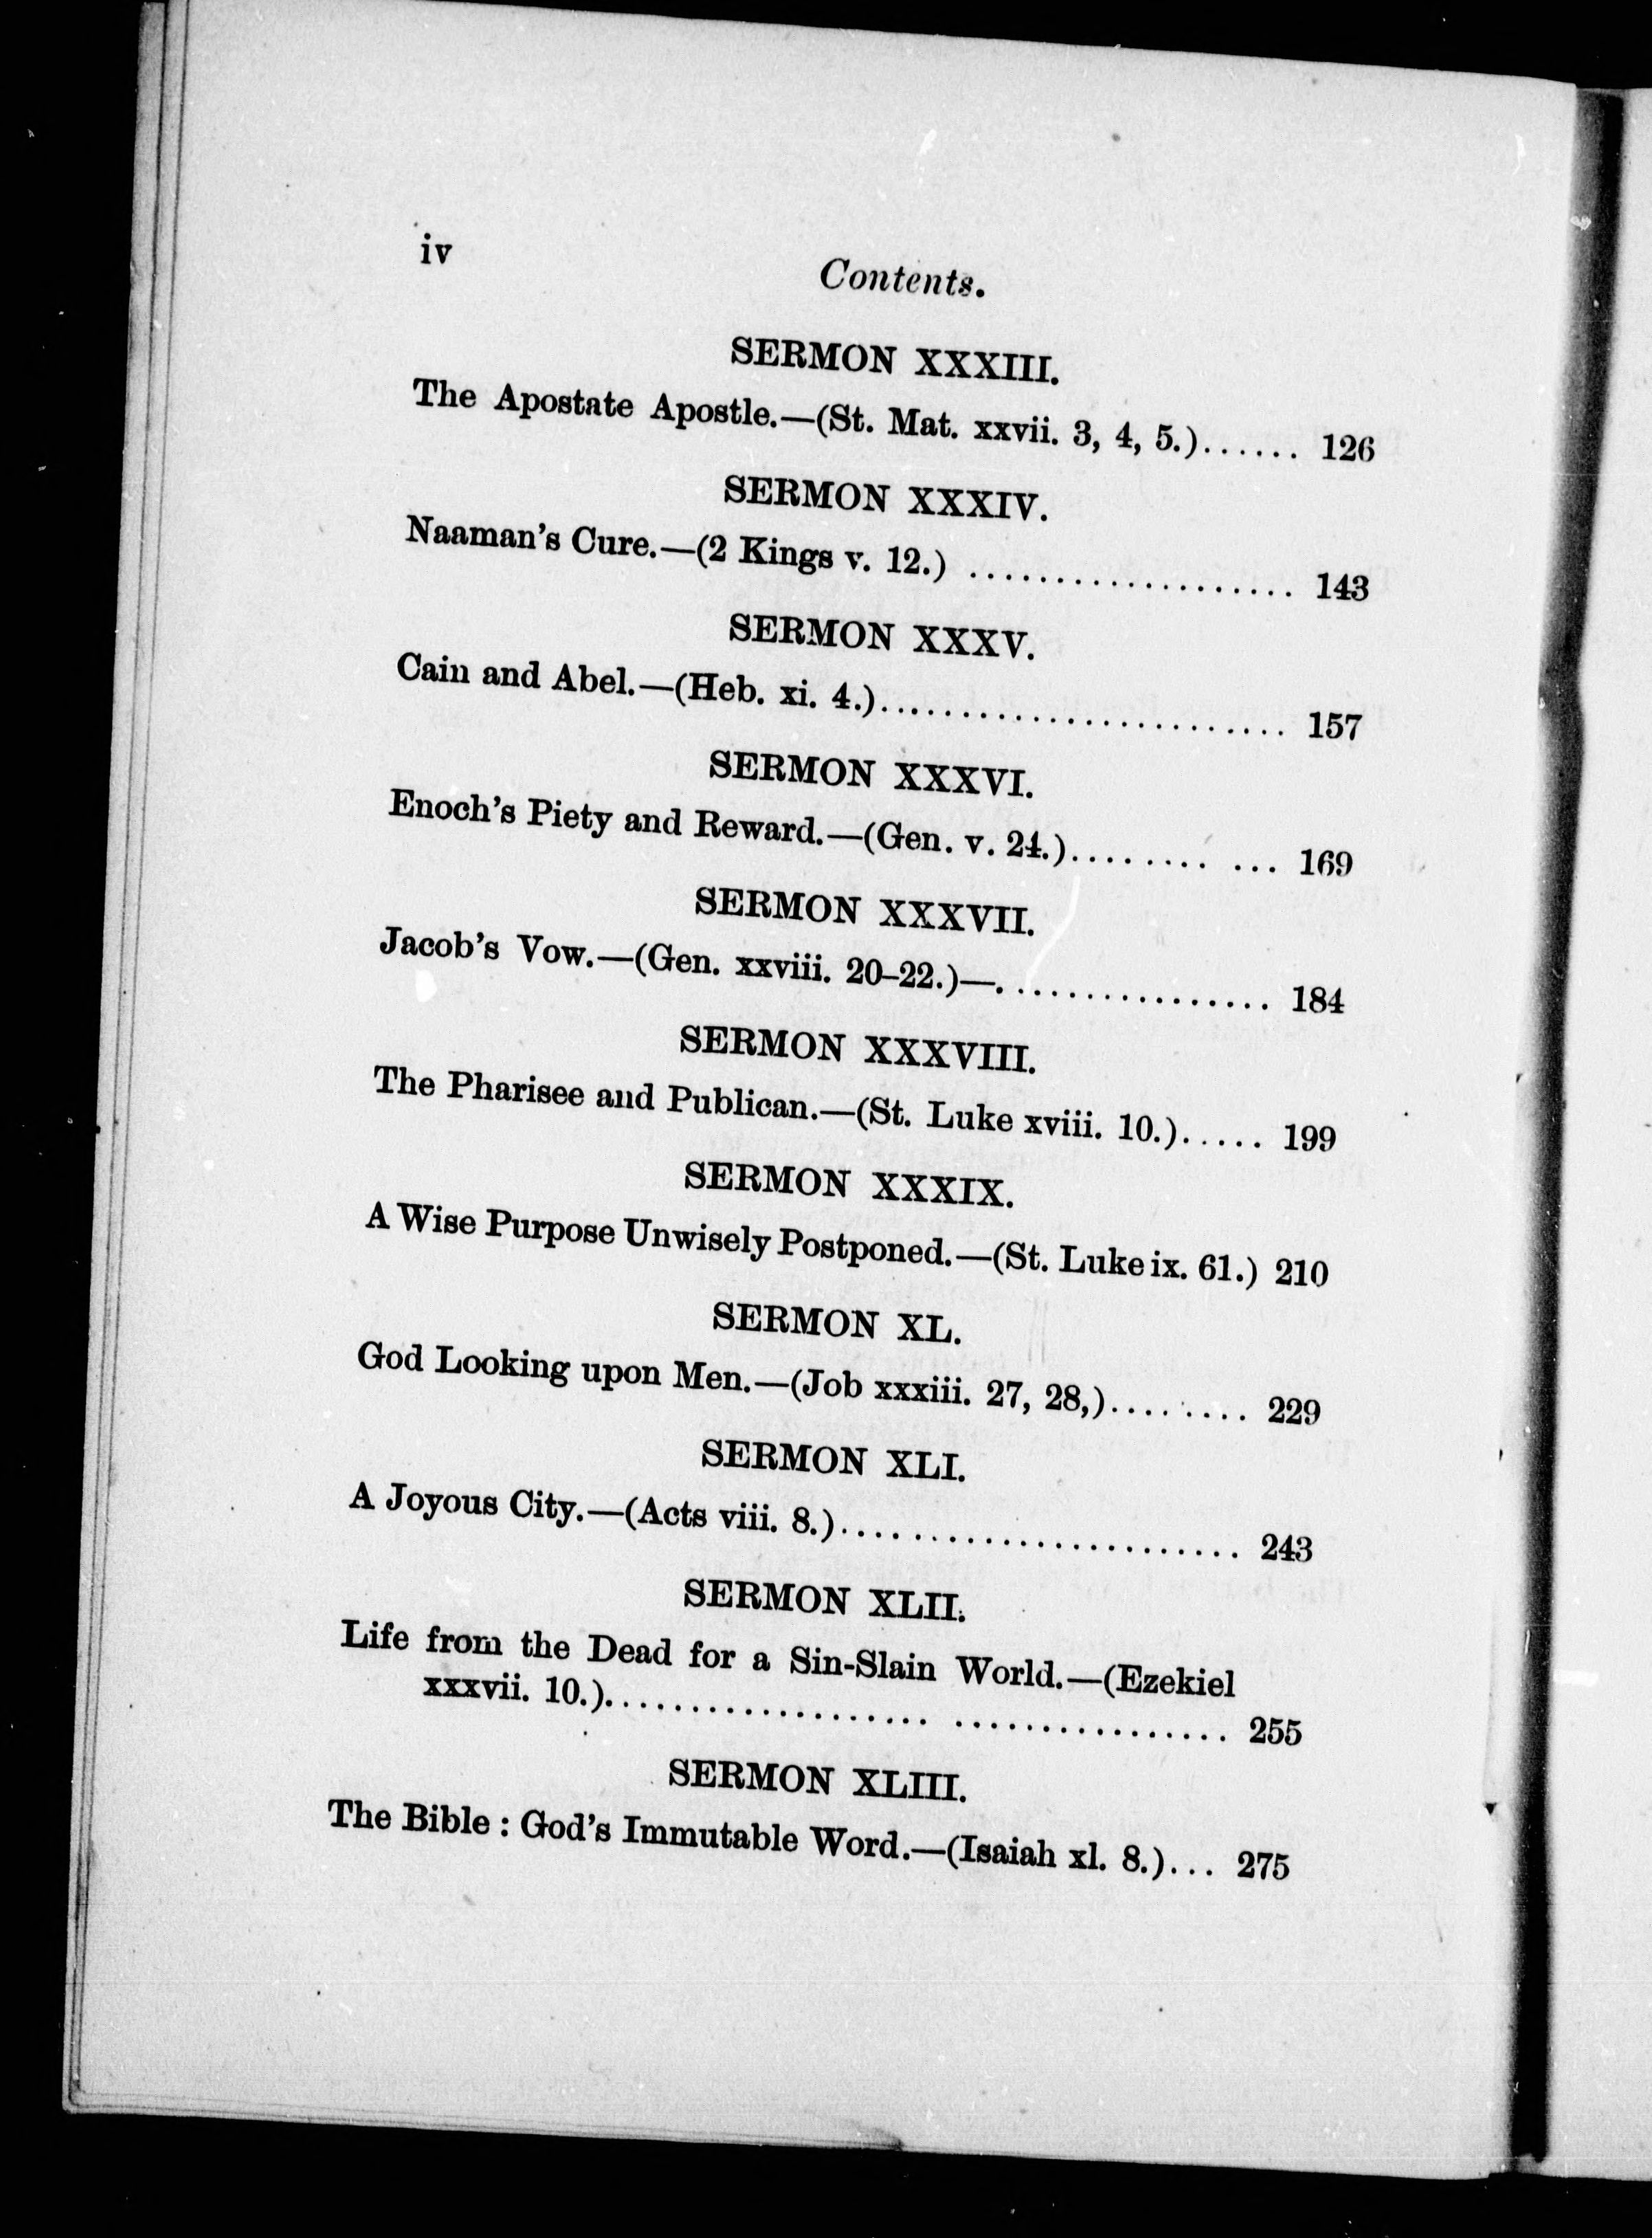 iv
Contents.
SERMON XXXIII.
The Apostate Apostle.—(St. Mat. xxvii. 3, 4, 5.)...... 126
SERMON XXXIV.
Naaman's Cure.—(2 Kings v. 12.) ................... 143
SERMON XXXV.
Cain and Abel.—(Heb. xi. 4.)........................ 157
SERMON XXXVI.
Enoch's Piety and Reward.—(Gen. v. 24.)........ ... 169
SERMON XXXVII.
Jacob's Vow.—(Gen. xxviii. 20–22.)—................ 184
SERMON XXXVIII.
The Pharisee and Publican.—(St. Luke xviii. 10.)..... 199
SERMON XXXIX.
A Wise Purpose Unwisely Postponed.—(St. Luke ix. 61.) 210
SERMON XL.
God Looking upon Men.—(Job xxxiii. 27, 28,)........ 229
SERMON XLI.
A Joyous City.—(Acts viii. 8.)........................ 243
SERMON XLII.
Life from the Dead for a Sin-Slain World.—(Ezekiel
xxxvii. 10.)................... ................ 255
SERMON XLIII.
The Bible : God's Immutable Word.—(Isaiah xl. 8.)... 275